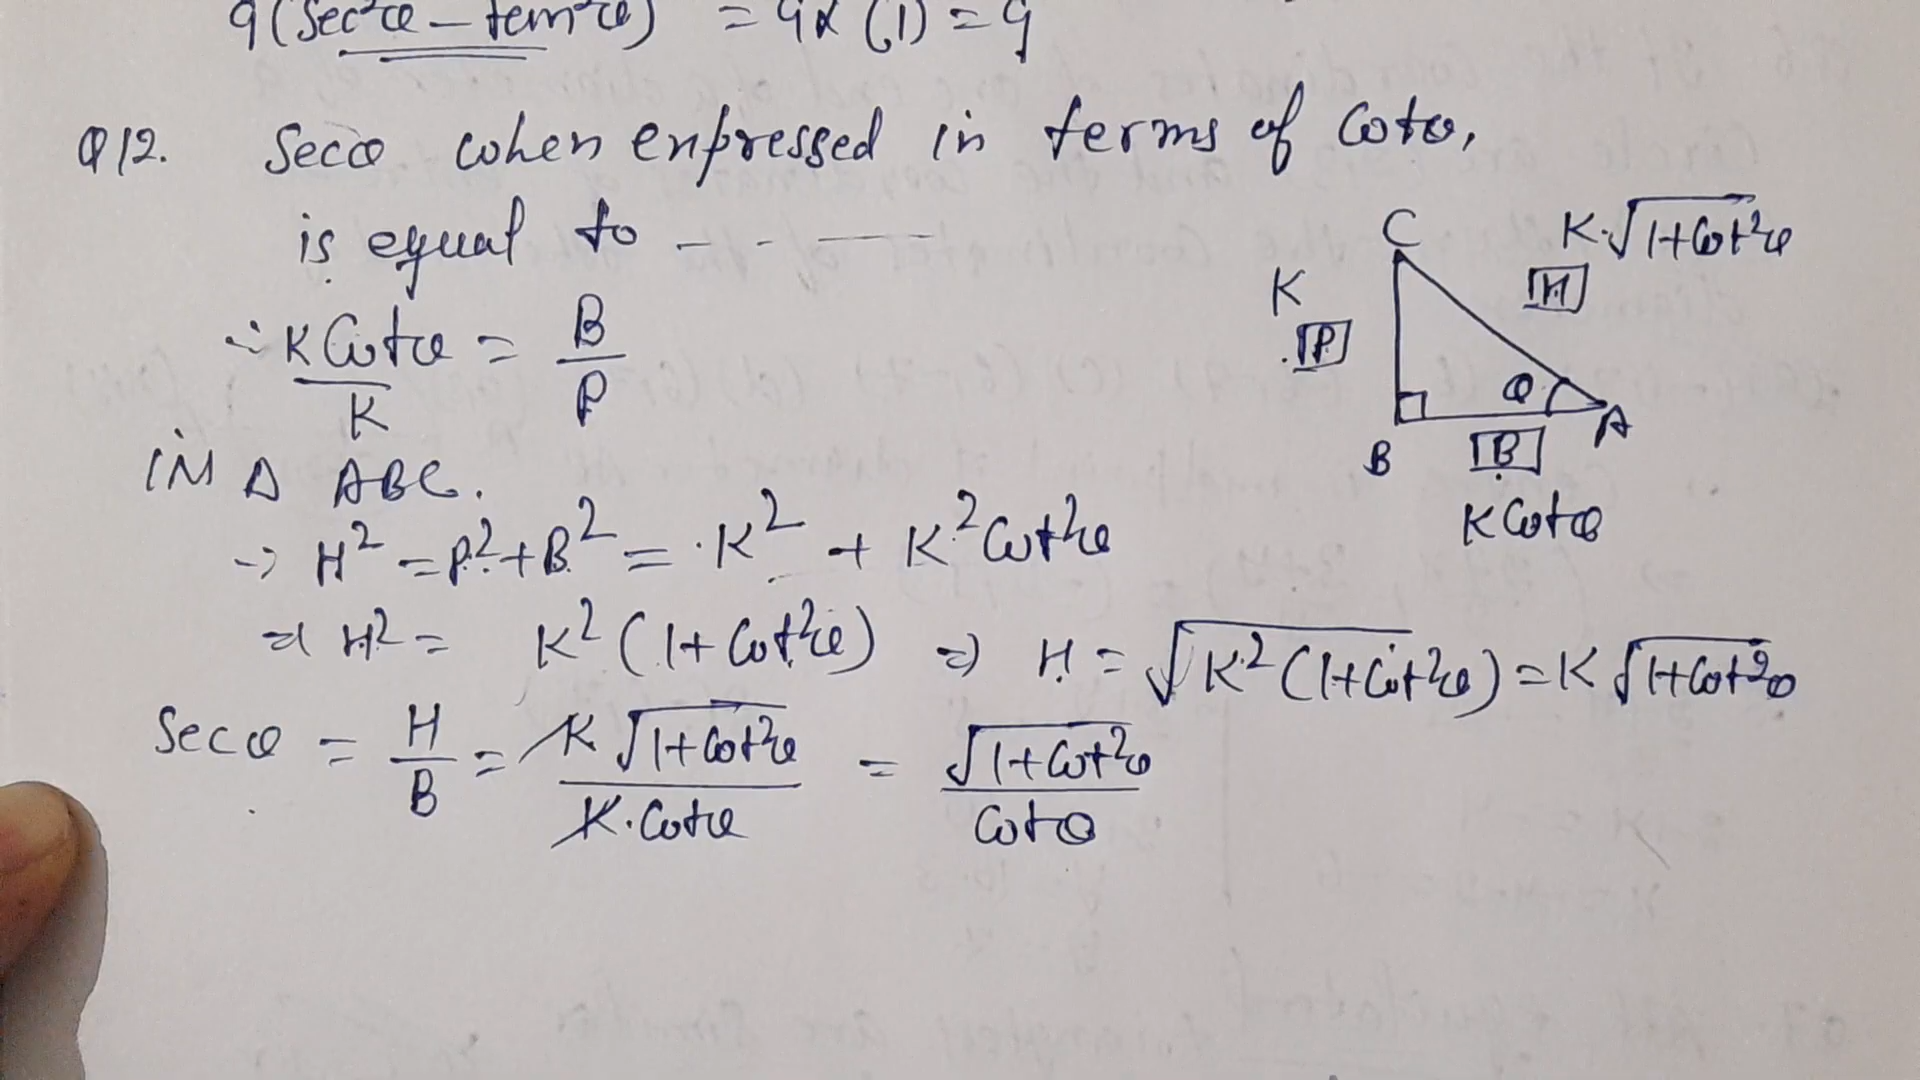 9(Sec²θ - tan²θ) = 9x(1) = 9
Q12. Secθ when expressed in terms of Cotθ,
is equal to - - —
∵ K Cotθ / K = B / P
C
K·√1+Cot²θ
H
K
P
θ
A
B
B
K Cotθ
IN Δ ABC.
→ H² = P² + B² = K² + K² Cot²θ
⇒ H² = K² (1 + Cot²θ) ⇒ H = √K² (1+Cot²θ) = K √1+Cot²θ
Secθ = H / B = K √1+Cot²θ / K·Cotθ = √1+Cot²θ / Cotθ